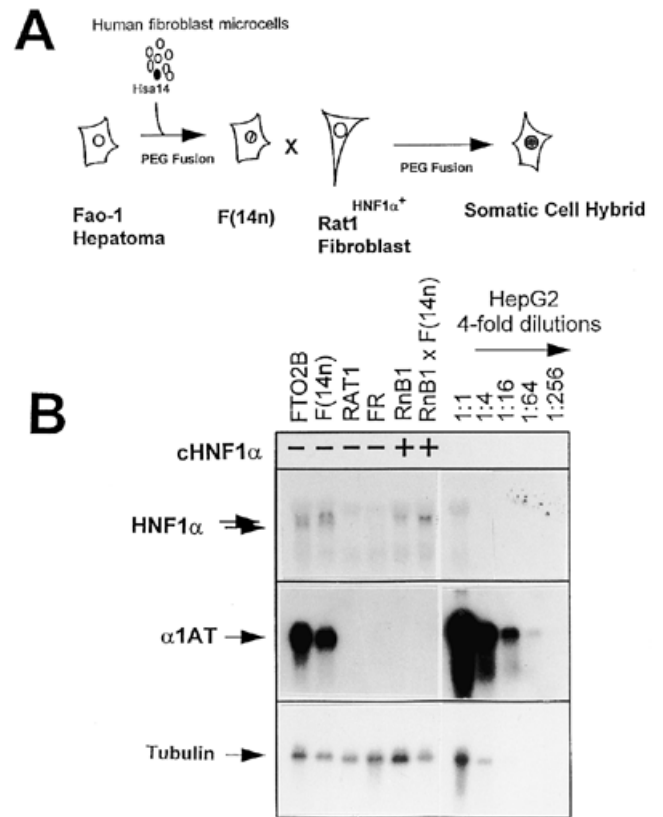 A
Human fibroblast microcells
Hsa14
PEG Fusion
X
PEG Fusion
Fao-1
Hepatoma
F(14n)
HNF1α+
Rat1
Fibroblast
Somatic Cell Hybrid
B
HepG2
4-fold dilutions
FTO2B
F(14n)
RAT1
FR
RnB1
RnB1 x F(14n)
1:1
1:4
1:16
1:64
1:256
cHNF1α − − − − + +
HNF1α
α1AT
Tubulin